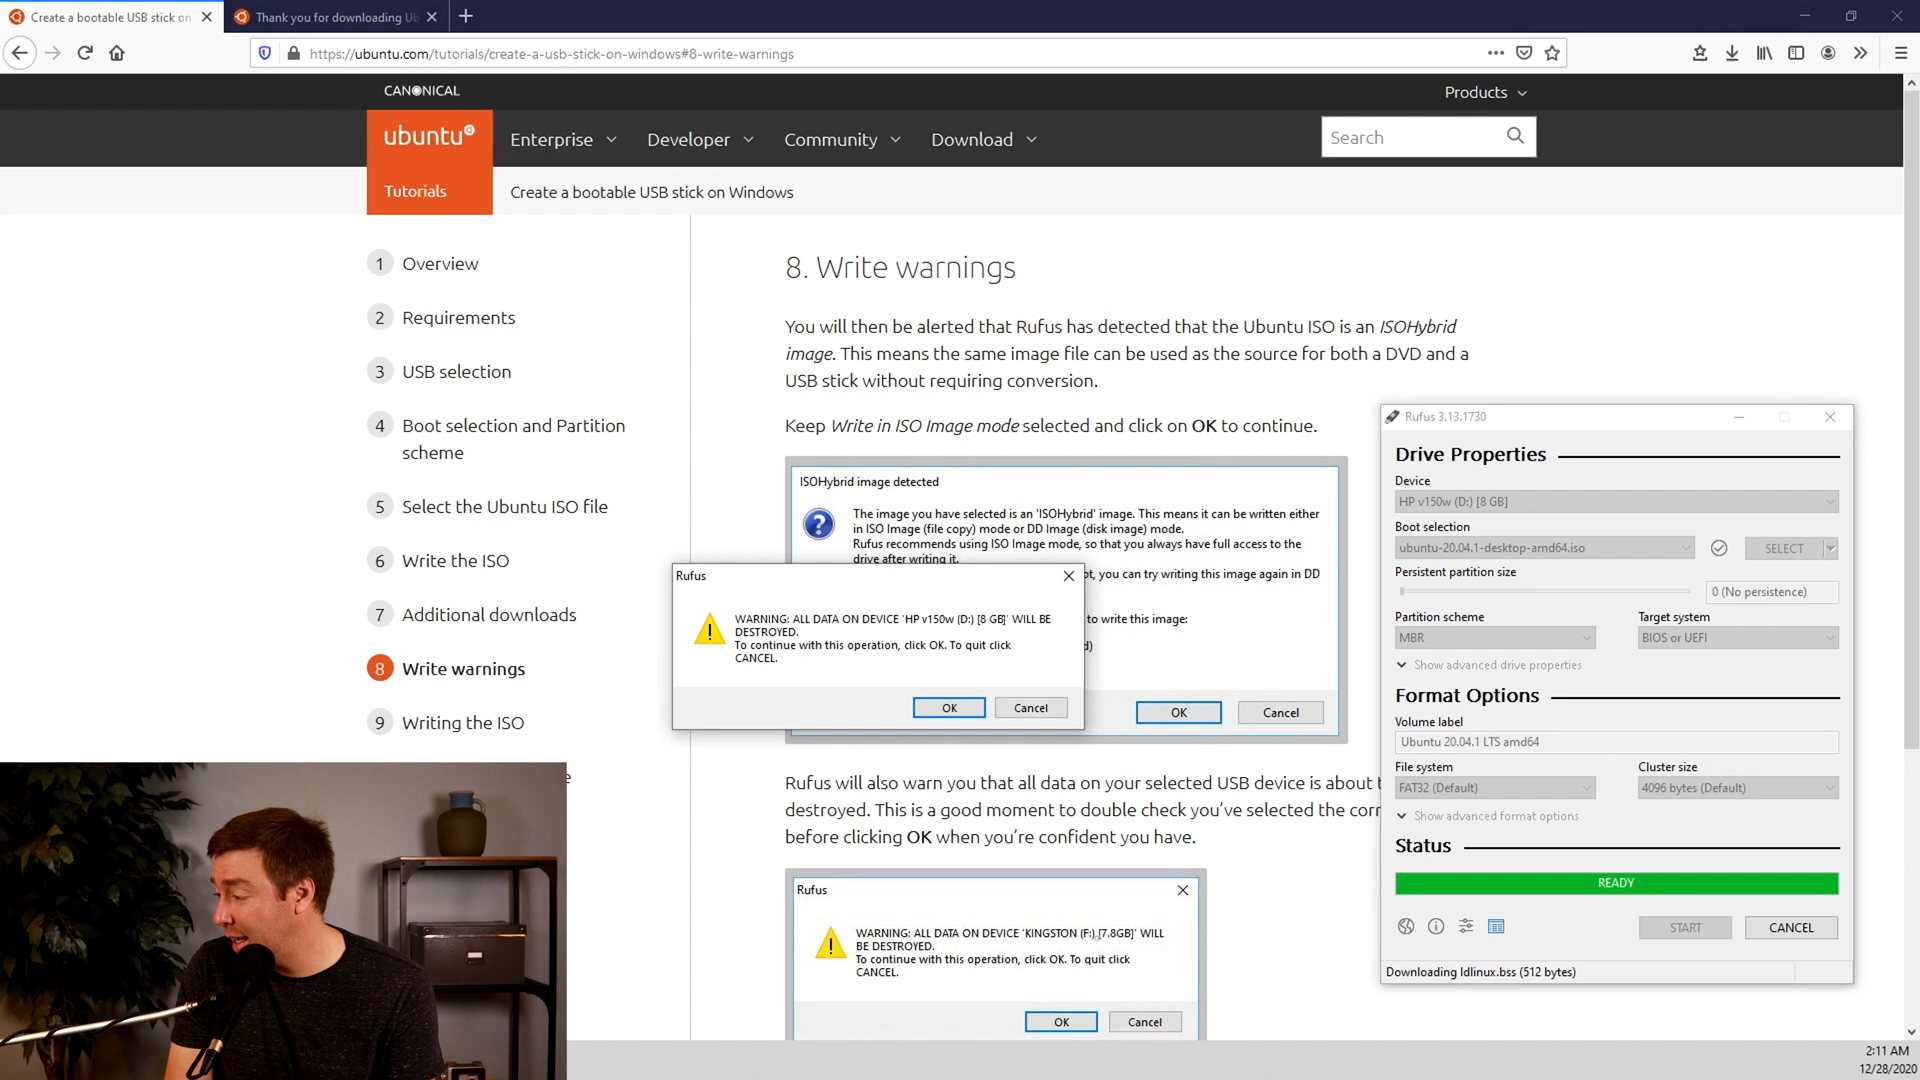 Create a bootable USB stick on
Thank you for downloading Ub
https://ubuntu.com/tutorials/create-a-usb-stick-on-windows#8-write-warnings
CANONICAL
Products
ubuntu
Enterprise
Developer
Community
Download
Search
Tutorials
Create a bootable USB stick on Windows
1 Overview
2 Requirements
3 USB selection
4 Boot selection and Partition
scheme
5 Select the Ubuntu ISO file
6 Write the ISO
7 Additional downloads
8 Write warnings
9 Writing the ISO
e
8. Write warnings
You will then be alerted that Rufus has detected that the Ubuntu ISO is an ISOHybrid
image. This means the same image file can be used as the source for both a DVD and a
USB stick without requiring conversion.
Keep Write in ISO Image mode selected and click on OK to continue.
ISOHybrid image detected
The image you have selected is an 'ISOHybrid' image. This means it can be written either
in ISO Image (file copy) mode or DD Image (disk image) mode.
Rufus recommends using ISO Image mode, so that you always have full access to the
drive after writing it.
ot, you can try writing this image again in DD
to write this image:
d)
OK
Cancel
Rufus
WARNING: ALL DATA ON DEVICE 'HP v150w (D:) [8 GB]' WILL BE
DESTROYED.
To continue with this operation, click OK. To quit click
CANCEL.
OK
Cancel
Rufus will also warn you that all data on your selected USB device is about t
destroyed. This is a good moment to double check you've selected the corr
before clicking OK when you're confident you have.
Rufus
WARNING: ALL DATA ON DEVICE 'KINGSTON (F:) [7.8GB]' WILL
BE DESTROYED.
To continue with this operation, click OK. To quit click
CANCEL.
OK
Cancel
Rufus 3.13.1730
Drive Properties
Device
HP v150w (D:) [8 GB]
Boot selection
ubuntu-20.04.1-desktop-amd64.iso
SELECT
Persistent partition size
0 (No persistence)
Partition scheme
Target system
MBR
BIOS or UEFI
Show advanced drive properties
Format Options
Volume label
Ubuntu 20.04.1 LTS amd64
File system
Cluster size
FAT32 (Default)
4096 bytes (Default)
Show advanced format options
Status
READY
START
CANCEL
Downloading ldlinux.bss (512 bytes)
2:11 AM
12/28/2020